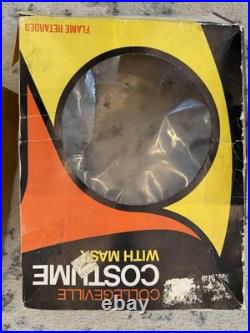 COLLEGEVILLE
COSTUME
WITH MASK
FLAME RETARDED